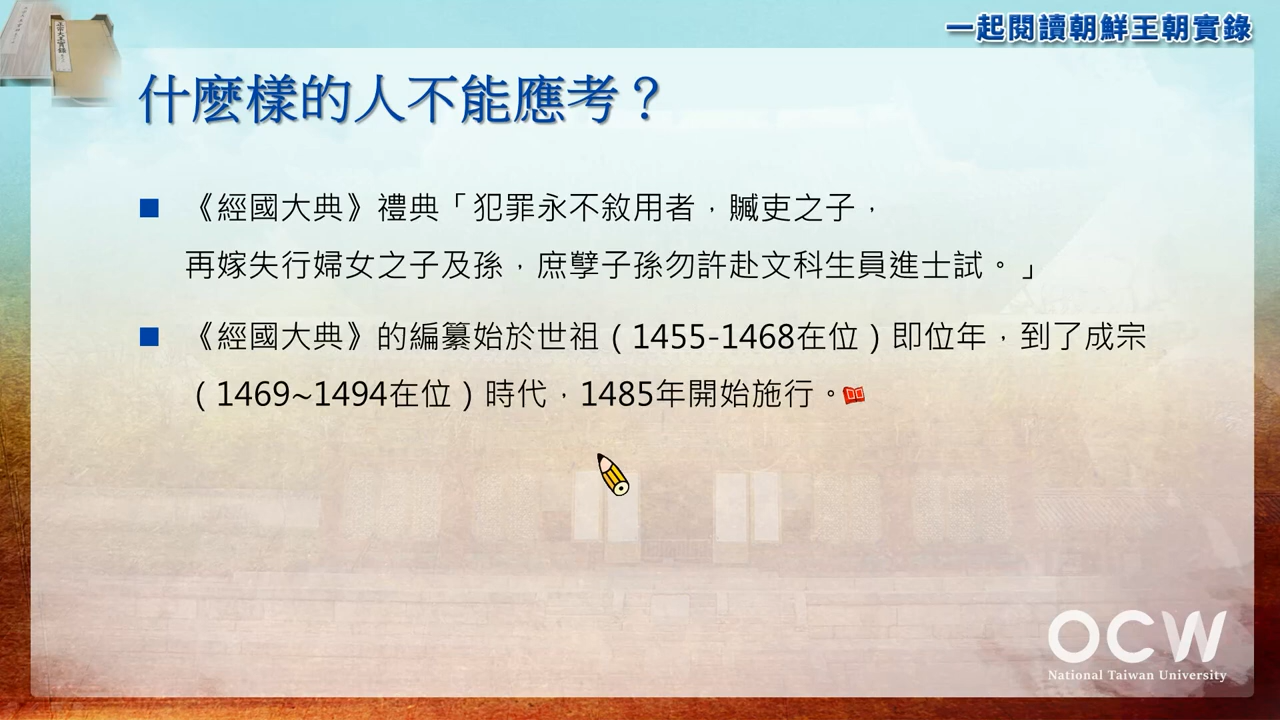 一起閱讀朝鮮王朝實錄
什麼樣的人不能應考？
《經國大典》禮典「犯罪永不敘用者，贓吏之子，
再嫁失行婦女之子及孫，庶孼子孫勿許赴文科生員進士試。」
《經國大典》的編纂始於世祖（1455-1468在位）即位年，到了成宗
（1469~1494在位）時代，1485年開始施行。
OCW
National Taiwan University